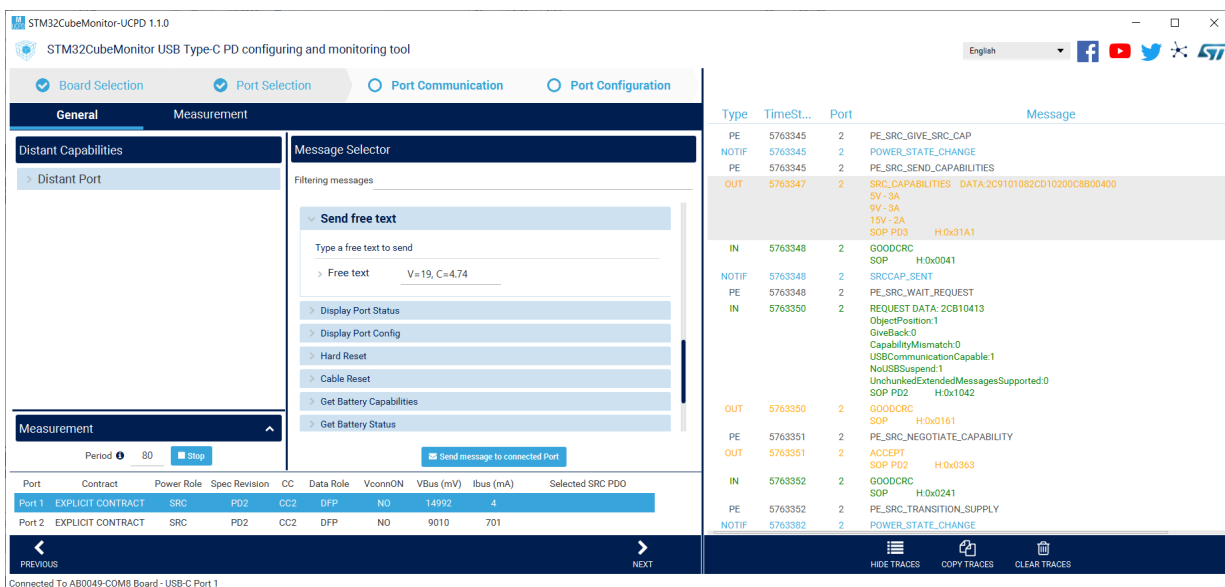 STM32CubeMonitor-UCPD 1.1.0
STM32CubeMonitor USB Type-C PD configuring and monitoring tool
English
Board Selection
Port Selection
Port Communication
Port Configuration
General
Measurement
Distant Capabilities
Distant Port
Message Selector
Filtering messages
Send free text
Type a free text to send
Free text V=19, C=4.74
Display Port Status
Display Port Config
Hard Reset
Cable Reset
Get Battery Capabilities
Get Battery Status
Measurement
Period 80 Stop
Send message to connected Port
Port Contract Power Role Spec Revision CC Data Role VconnON VBus (mV) Ibus (mA) Selected SRC PDO
Port 1 EXPLICIT CONTRACT SRC PD2 CC2 DFP NO 14992 4
Port 2 EXPLICIT CONTRACT SRC PD2 CC2 DFP NO 9010 701
PREVIOUS
NEXT
Connected To AB0049-COM8 Board - USB-C Port 1
Type TimeSt... Port Message
PE 5763345 2 PE_SRC_GIVE_SRC_CAP
NOTIF 5763345 2 POWER_STATE_CHANGE
PE 5763345 2 PE_SRC_SEND_CAPABILITIES
OUT 5763347 2 SRC_CAPABILITIES DATA:2C9101082CD10200C8B00400
5V - 3A
9V - 3A
15V - 2A
SOP PD3 H:0x31A1
IN 5763348 2 GOODCRC
SOP H:0x0041
NOTIF 5763348 2 SRCCAP_SENT
PE 5763348 2 PE_SRC_WAIT_REQUEST
IN 5763350 2 REQUEST DATA: 2CB10413
ObjectPosition:1
GiveBack:0
CapabilityMismatch:0
USBCommunicationCapable:1
NoUSBSuspend:1
UnchunkedExtendedMessagesSupported:0
SOP PD2 H:0x1042
OUT 5763350 2 GOODCRC
SOP H:0x0161
PE 5763351 2 PE_SRC_NEGOTIATE_CAPABILITY
OUT 5763351 2 ACCEPT
SOP PD2 H:0x0363
IN 5763352 2 GOODCRC
SOP H:0x0241
PE 5763352 2 PE_SRC_TRANSITION_SUPPLY
NOTIF 5763382 2 POWER_STATE_CHANGE
HIDE TRACES
COPY TRACES
CLEAR TRACES